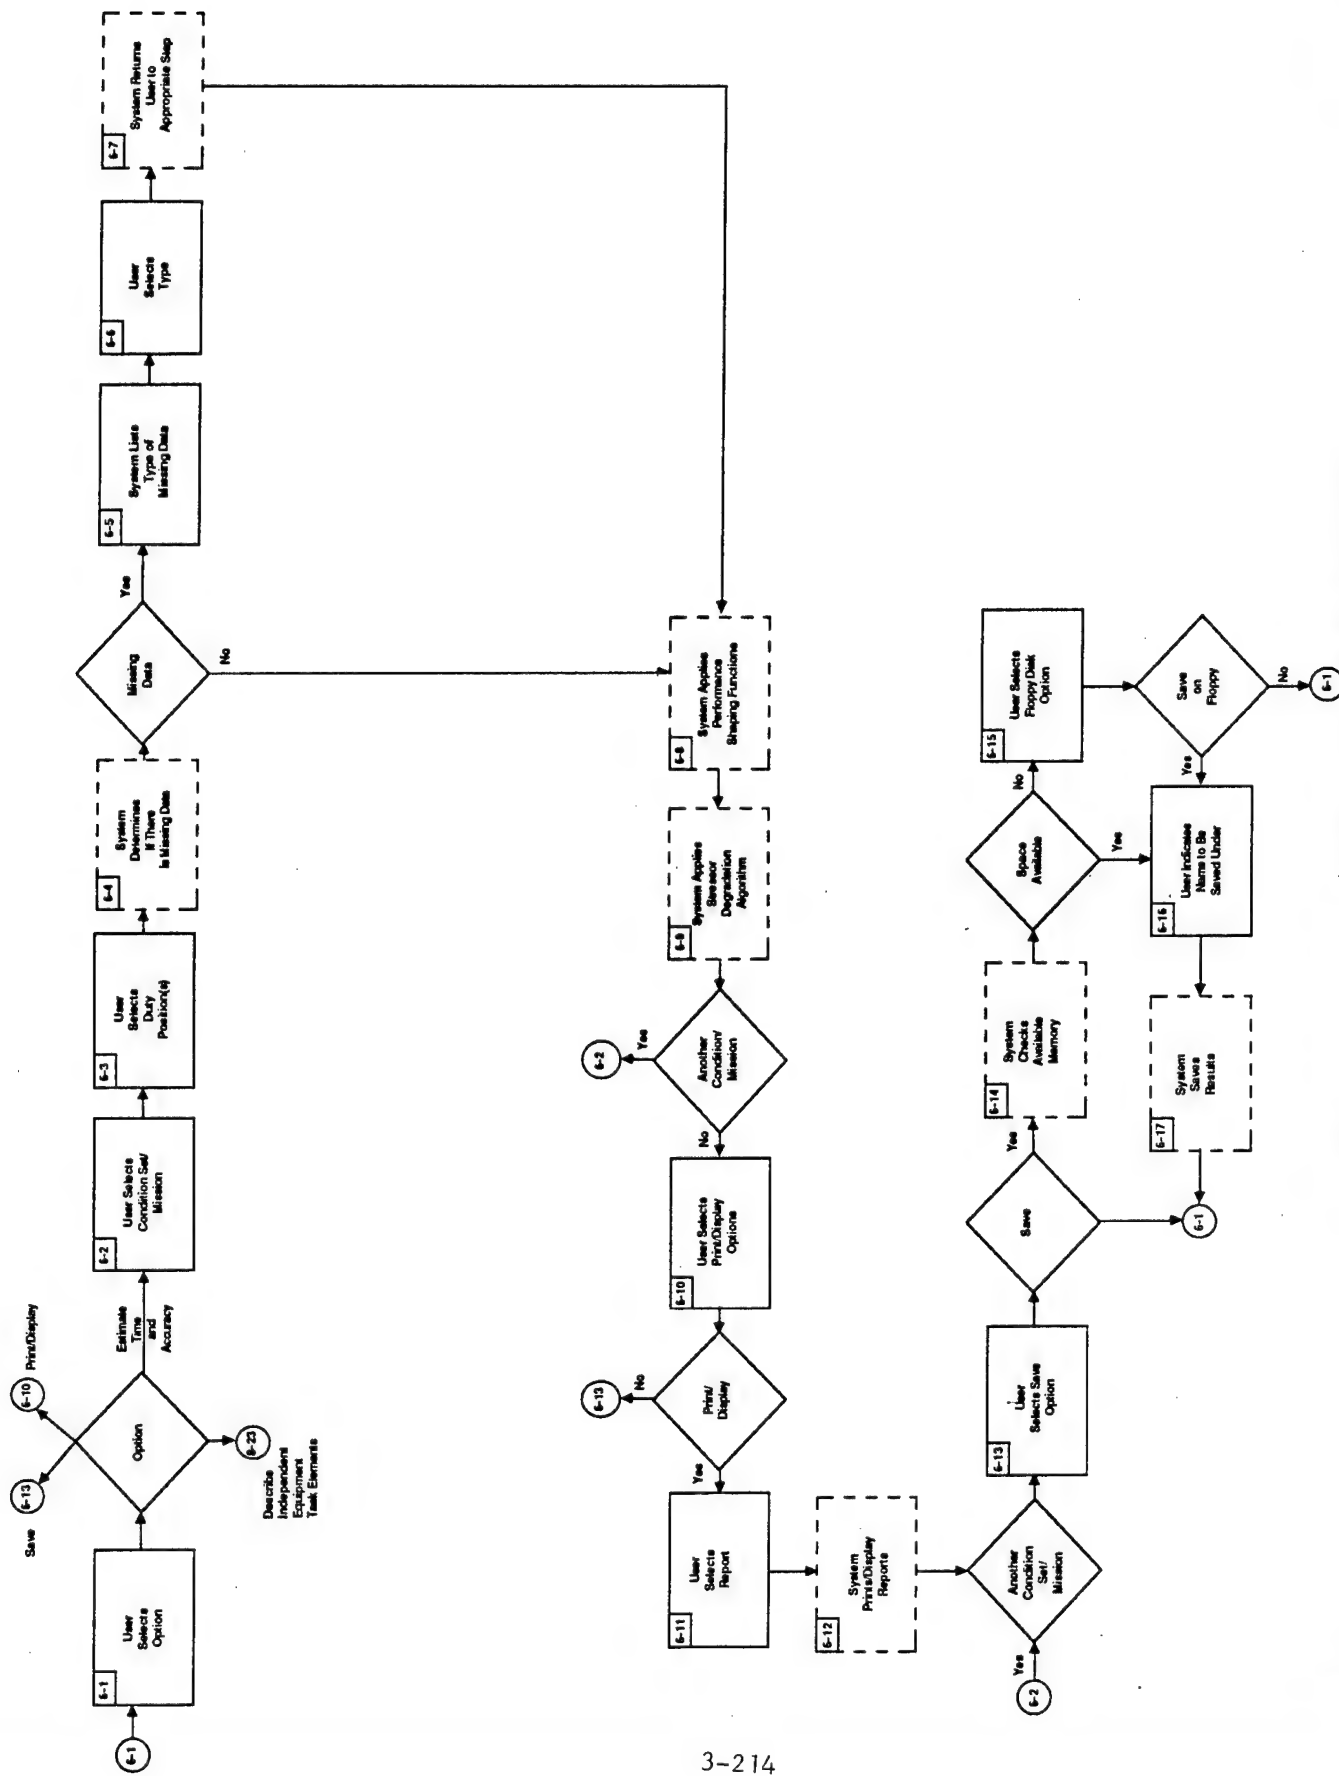 6-1
6-1
User
Selects
Option
Option
Save
6-13
6-10
Print/Display
8-23
Describe
Independent
Equipment
Task Elements
Estimate
Time
and
Accuracy
6-2
User Selects
Condition Set/
Mission
6-3
User
Selects
Duty
Position(s)
6-4
System
Determines
If There
Is Missing Data
Missing
Data
Yes
No
6-5
System Lists
Type of
Missing Data
6-6
User
Selects
Type
6-7
System Returns
User to
Appropriate Step
6-8
System Applies
Performance
Shaping Functions
6-9
System Applies
Stressor
Degradation
Algorithm
Another
Condition/
Mission
Yes
6-2
No
6-10
User Selects
Print/Display
Options
Print/
Display
No
6-13
Yes
6-11
User
Selects
Report
6-12
System
Prints/Display
Reports
Another
Condition
Set/
Mission
Yes
6-2
6-13
User
Selects Save
Option
Save
Yes
6-1
6-14
System
Checks
Available
Memory
Space
Available
No
Yes
6-15
User Selects
Floppy Disk
Option
Save
on
Floppy
No
6-1
Yes
6-16
User Indicates
Name to Be
Saved Under
6-17
System
Saves
Results
3-214